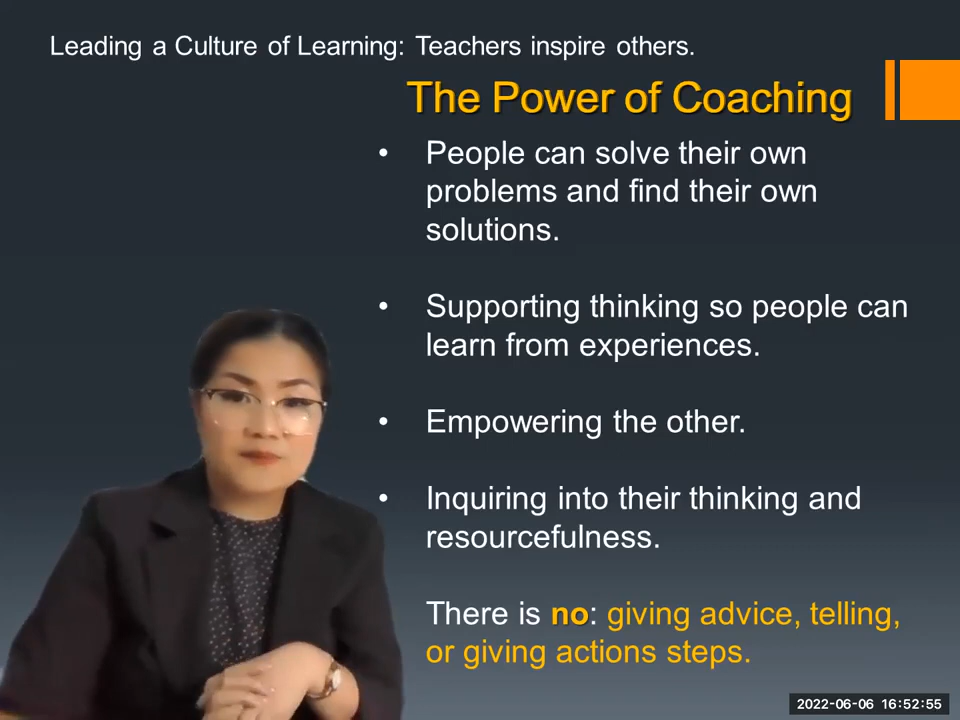 Leading a Culture of Learning: Teachers inspire others.
The Power of Coaching
• People can solve their own
problems and find their own
solutions.
• Supporting thinking so people can
learn from experiences.
• Empowering the other.
• Inquiring into their thinking and
resourcefulness.
There is no: giving advice, telling,
or giving actions steps.
2022-06-06 16:52:55